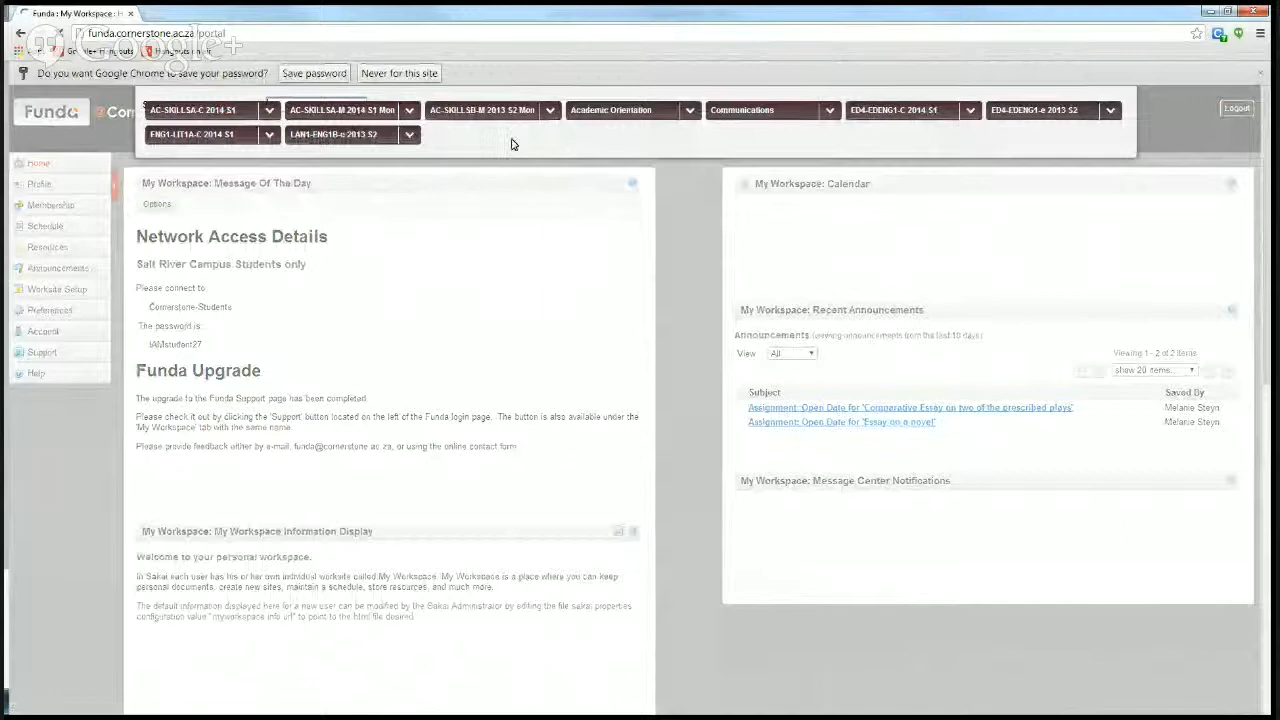 Funda : My Workspace : H
funda.cornerstone.ac.za/portal
Google+
Google+ Hangouts
Do you want Google Chrome to save your password? Save password Never for this site
Funda @Co
AC-SKILLSA-C 2014 S1 AC-SKILLSA-M 2014 S1 Mon AC-SKILLSB-M 2013 S2 Mon Academic Orientation Communications ED4-EDENG1-C 2014 S1 ED4-EDENG1-e 2013 S2
ENG1-LIT1A-C 2014 S1 LAN1-ENG1B-e 2013 S2
Logout
Home
Profile
Membership
Schedule
Resources
Announcements
Worksite Setup
Preferences
Account
Support
Help
My Workspace: Message Of The Day
Options
Network Access Details
Salt River Campus Students only
Please connect to
Cornerstone-Students
The password is:
IAMstudent27
Funda Upgrade
The upgrade to the Funda Support page has been completed.
Please check it out by clicking the 'Support' button located on the left of the Funda login page. The button is also available under the
'My Workspace' tab with the same name.
Please provide feedback either by e-mail, funda@cornerstone.ac.za, or using the online contact form
My Workspace: My Workspace Information Display
Welcome to your personal workspace.
In Sakai each user has his or her own individual worksite called My Workspace. My Workspace is a place where you can keep
personal documents, create new sites, maintain a schedule, store resources, and much more.
The default information displayed here for a new user can be modified by the Sakai Administrator by editing the file sakai.properties
configuration value "myworkspace.info.url" to point to the html file desired.
My Workspace: Calendar
My Workspace: Recent Announcements
Announcements (viewing announcements from the last 10 days)
View All
Viewing 1 - 2 of 2 items
show 20 items...
Subject Saved By
Assignment: Open Date for 'Comparative Essay on two of the prescribed plays' Melanie Steyn
Assignment: Open Date for 'Essay on a novel' Melanie Steyn
My Workspace: Message Center Notifications